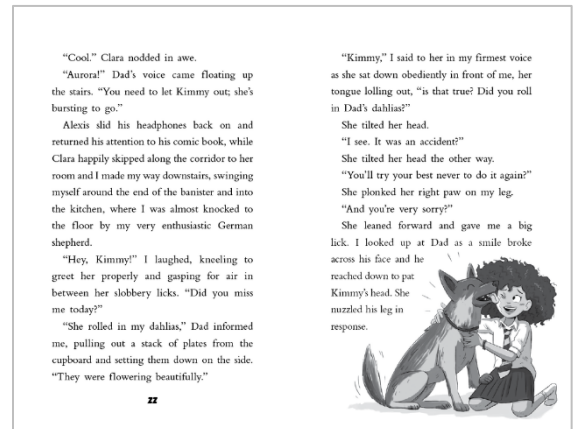 “Cool.” Clara nodded in awe.
“Aurora!” Dad’s voice came floating up
the stairs. “You need to let Kimmy out; she’s
bursting to go.”
Alexis slid his headphones back on and
returned his attention to his comic book, while
Clara happily skipped along the corridor to her
room and I made my way downstairs, swinging
myself around the end of the banister and into
the kitchen, where I was almost knocked to
the floor by my very enthusiastic German
shepherd.
“Hey, Kimmy!” I laughed, kneeling to
greet her properly and gasping for air in
between her slobbery licks. “Did you miss
me today?”
“She rolled in my dahlias,” Dad informed
me, pulling out a stack of plates from the
cupboard and setting them down on the side.
“They were flowering beautifully.”
22
“Kimmy,” I said to her in my firmest voice
as she sat down obediently in front of me, her
tongue lolling out, “is that true? Did you roll
in Dad’s dahlias?”
She tilted her head.
“I see. It was an accident?”
She tilted her head the other way.
“You’ll try your best never to do it again?”
She plonked her right paw on my leg.
“And you’re very sorry?”
She leaned forward and gave me a big
lick. I looked up at Dad as a smile broke
across his face and he
reached down to pat
Kimmy’s head. She
nuzzled his leg in
response.